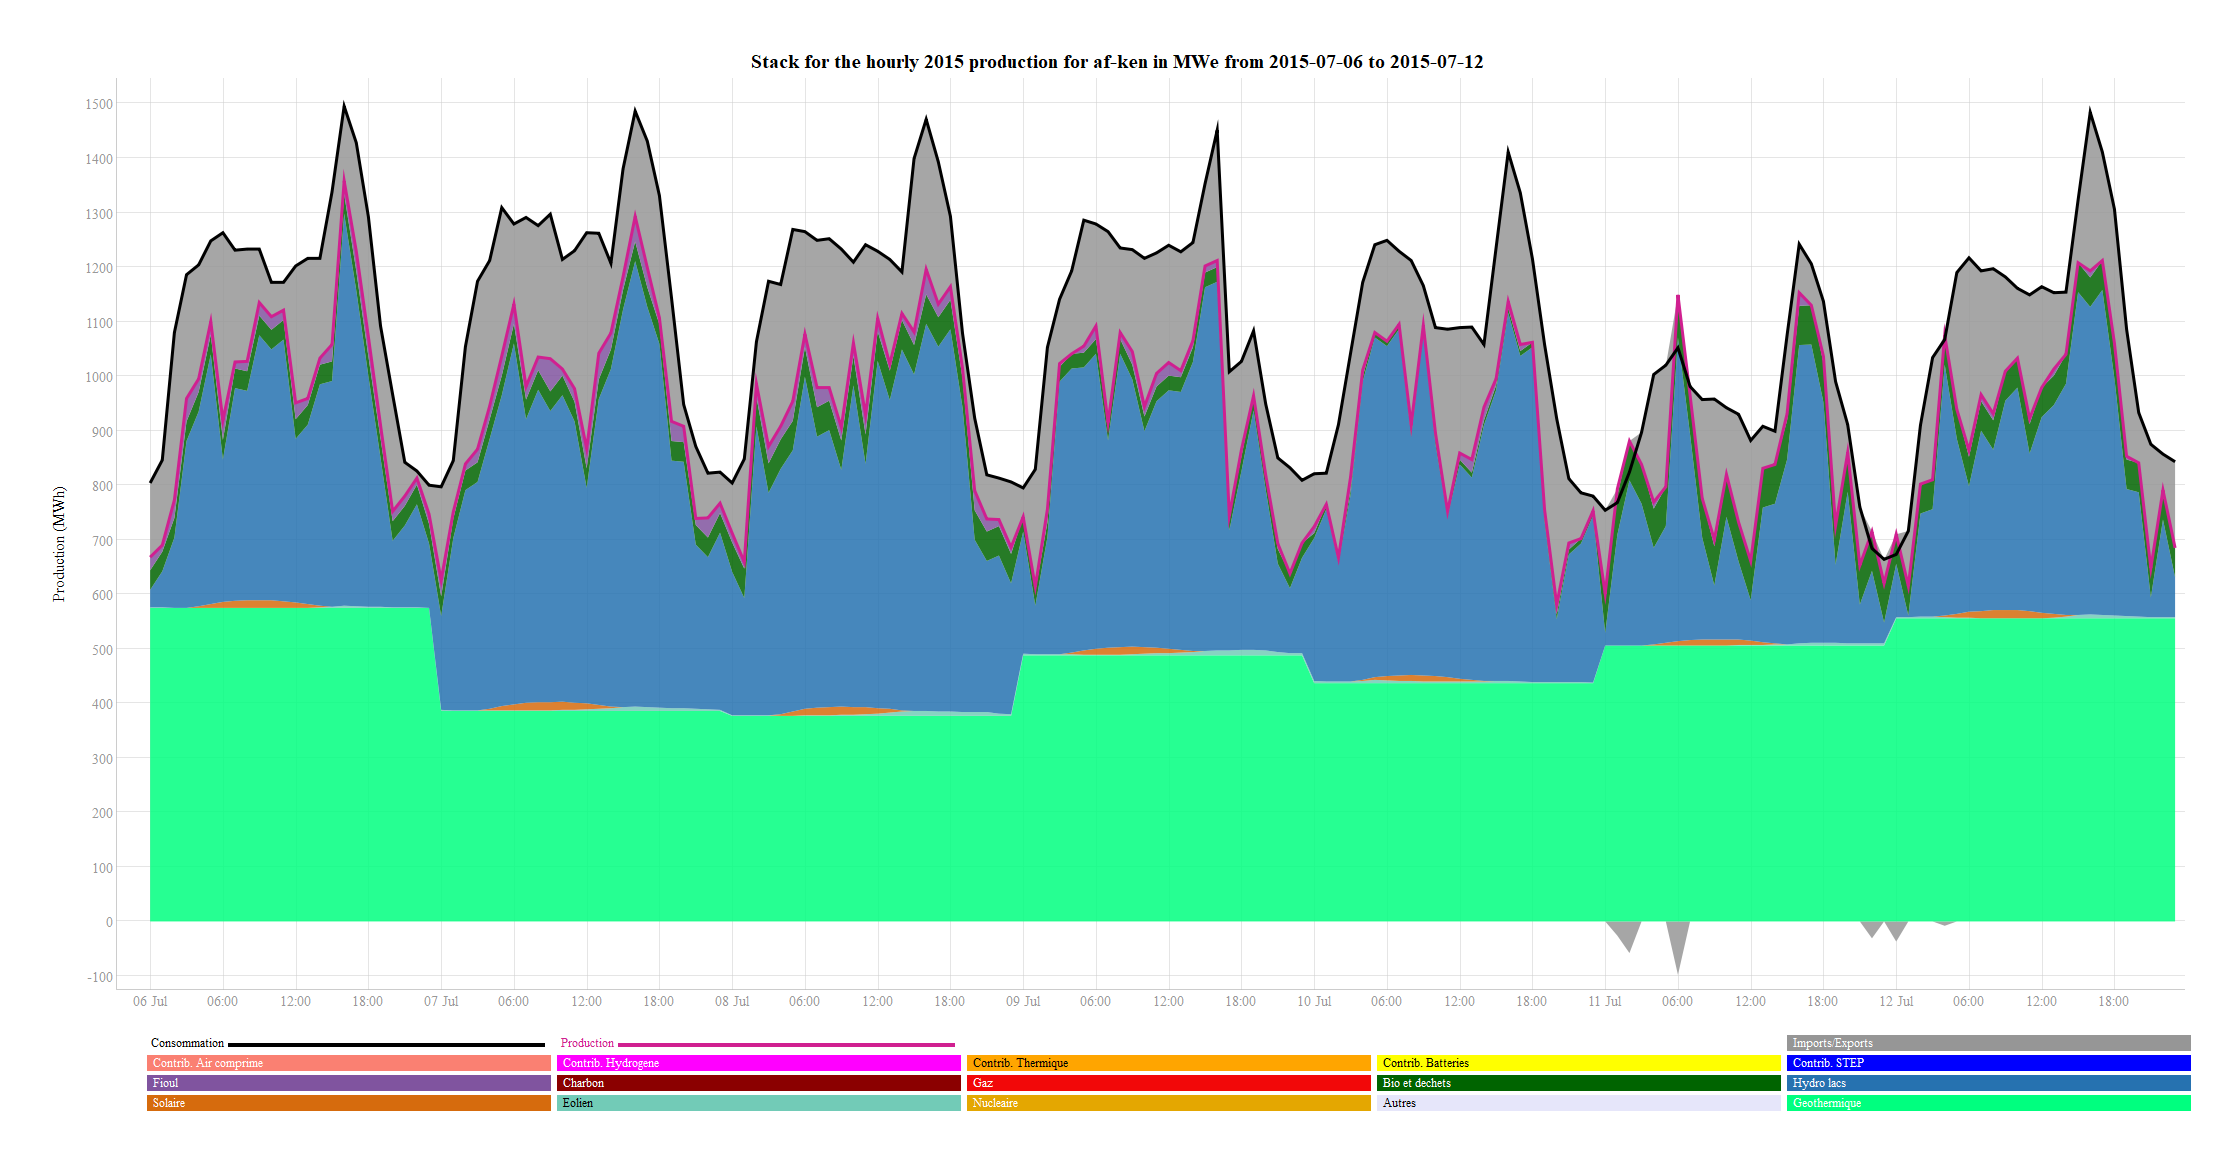 Stack for the hourly 2015 production for af-ken in MWe from 2015-07-06 to 2015-07-12
Production (MWh)
1500
1400
1300
1200
1100
1000
900
800
700
600
500
400
300
200
100
0
-100
06 Jul 06:00 12:00 18:00 07 Jul 06:00 12:00 18:00 08 Jul 06:00 12:00 18:00 09 Jul 06:00 12:00 18:00 10 Jul 06:00 12:00 18:00 11 Jul 06:00 12:00 18:00 12 Jul 06:00 12:00 18:00
Consommation Production Imports/Exports
Contrib. Air comprime Contrib. Hydrogene Contrib. Thermique Contrib. Batteries Contrib. STEP
Fioul Charbon Gaz Bio et dechets Hydro lacs
Solaire Eolien Nucleaire Autres Geothermique